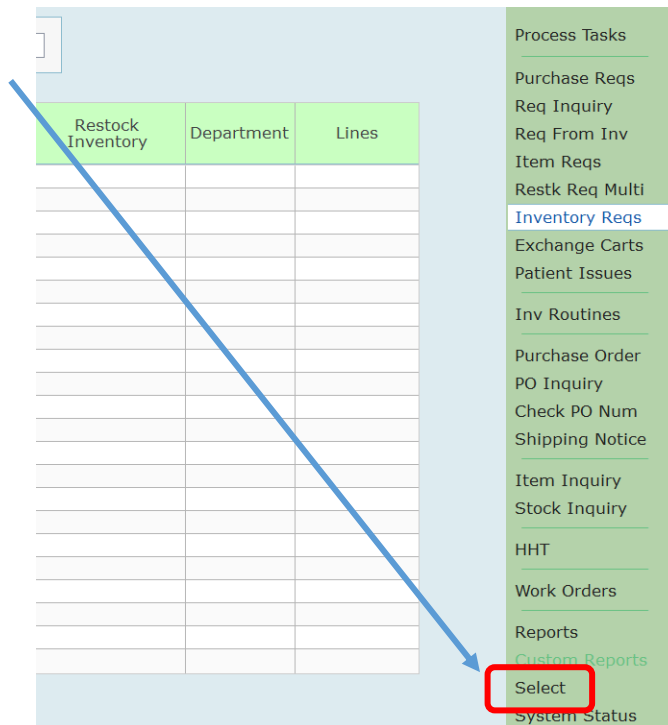 Restock
Inventory
Department
Lines
Process Tasks
Purchase Reqs
Req Inquiry
Req From Inv
Item Reqs
Restk Req Multi
Inventory Reqs
Exchange Carts
Patient Issues
Inv Routines
Purchase Order
PO Inquiry
Check PO Num
Shipping Notice
Item Inquiry
Stock Inquiry
HHT
Work Orders
Reports
Custom Reports
Select
System Status